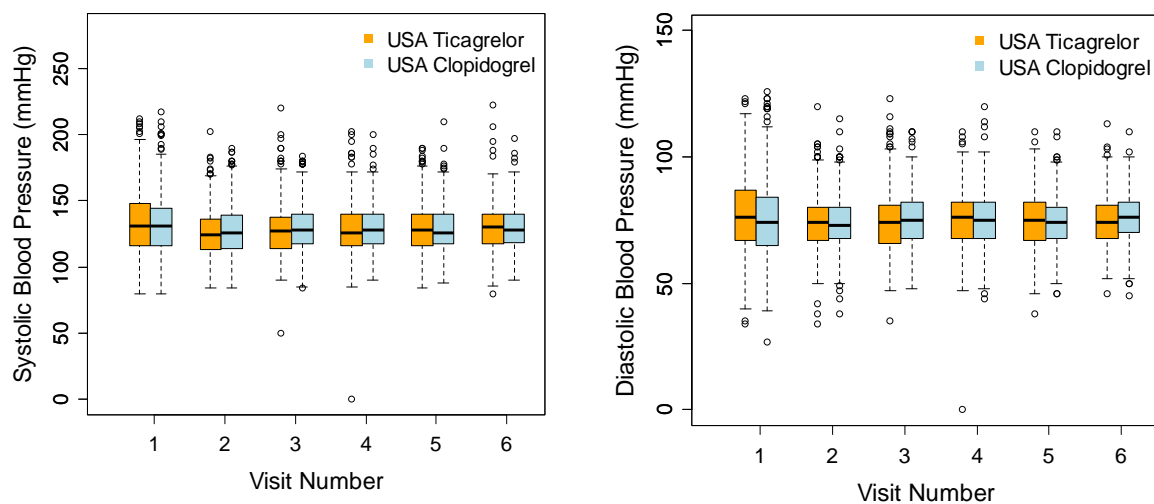 Systolic Blood Pressure (mmHg)
250
200
150
100
50
0
USA Ticagrelor
USA Clopidogrel
1 2 3 4 5 6
Visit Number
Diastolic Blood Pressure (mmHg)
150
100
50
0
USA Ticagrelor
USA Clopidogrel
1 2 3 4 5 6
Visit Number